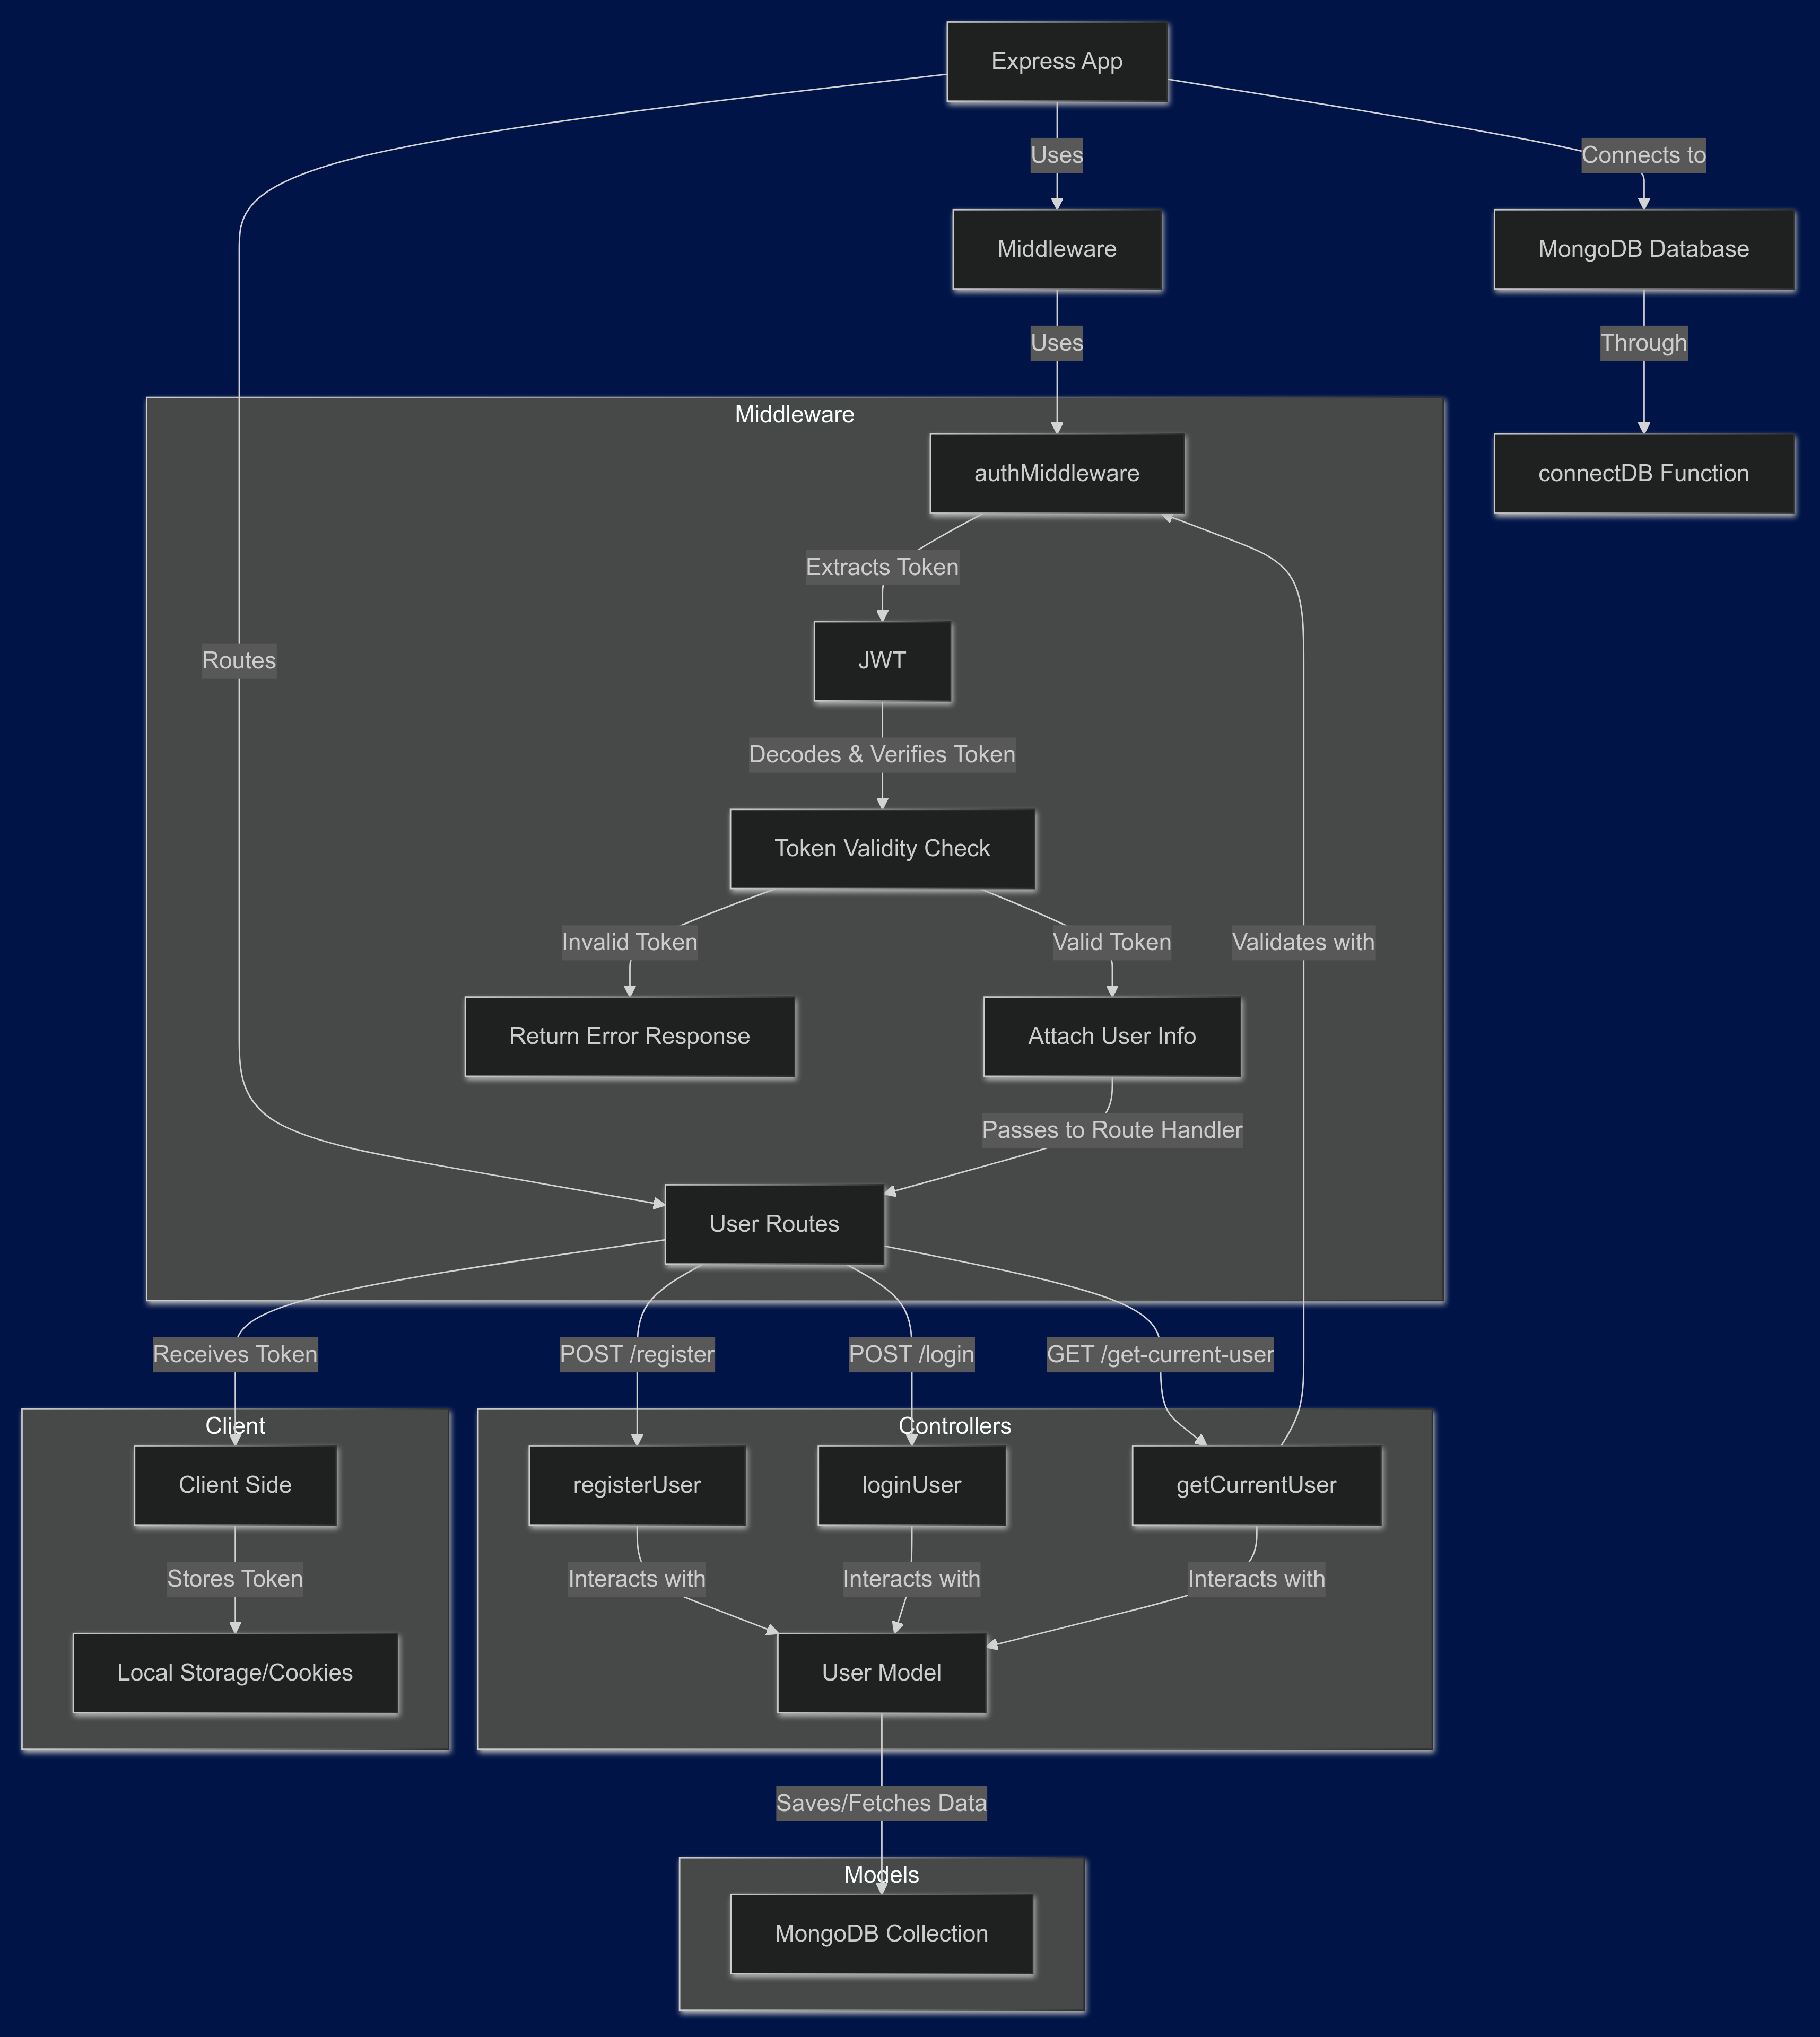 Express App
Uses
Connects to
Middleware
MongoDB Database
Uses
Through
Middleware
authMiddleware
connectDB Function
Extracts Token
JWT
Routes
Decodes & Verifies Token
Token Validity Check
Invalid Token
Valid Token
Validates with
Return Error Response
Attach User Info
Passes to Route Handler
User Routes
Receives Token
POST /register
POST /login
GET /get-current-user
Client
Controllers
Client Side
registerUser
loginUser
getCurrentUser
Stores Token
Interacts with
Interacts with
Interacts with
Local Storage/Cookies
User Model
Saves/Fetches Data
Models
MongoDB Collection